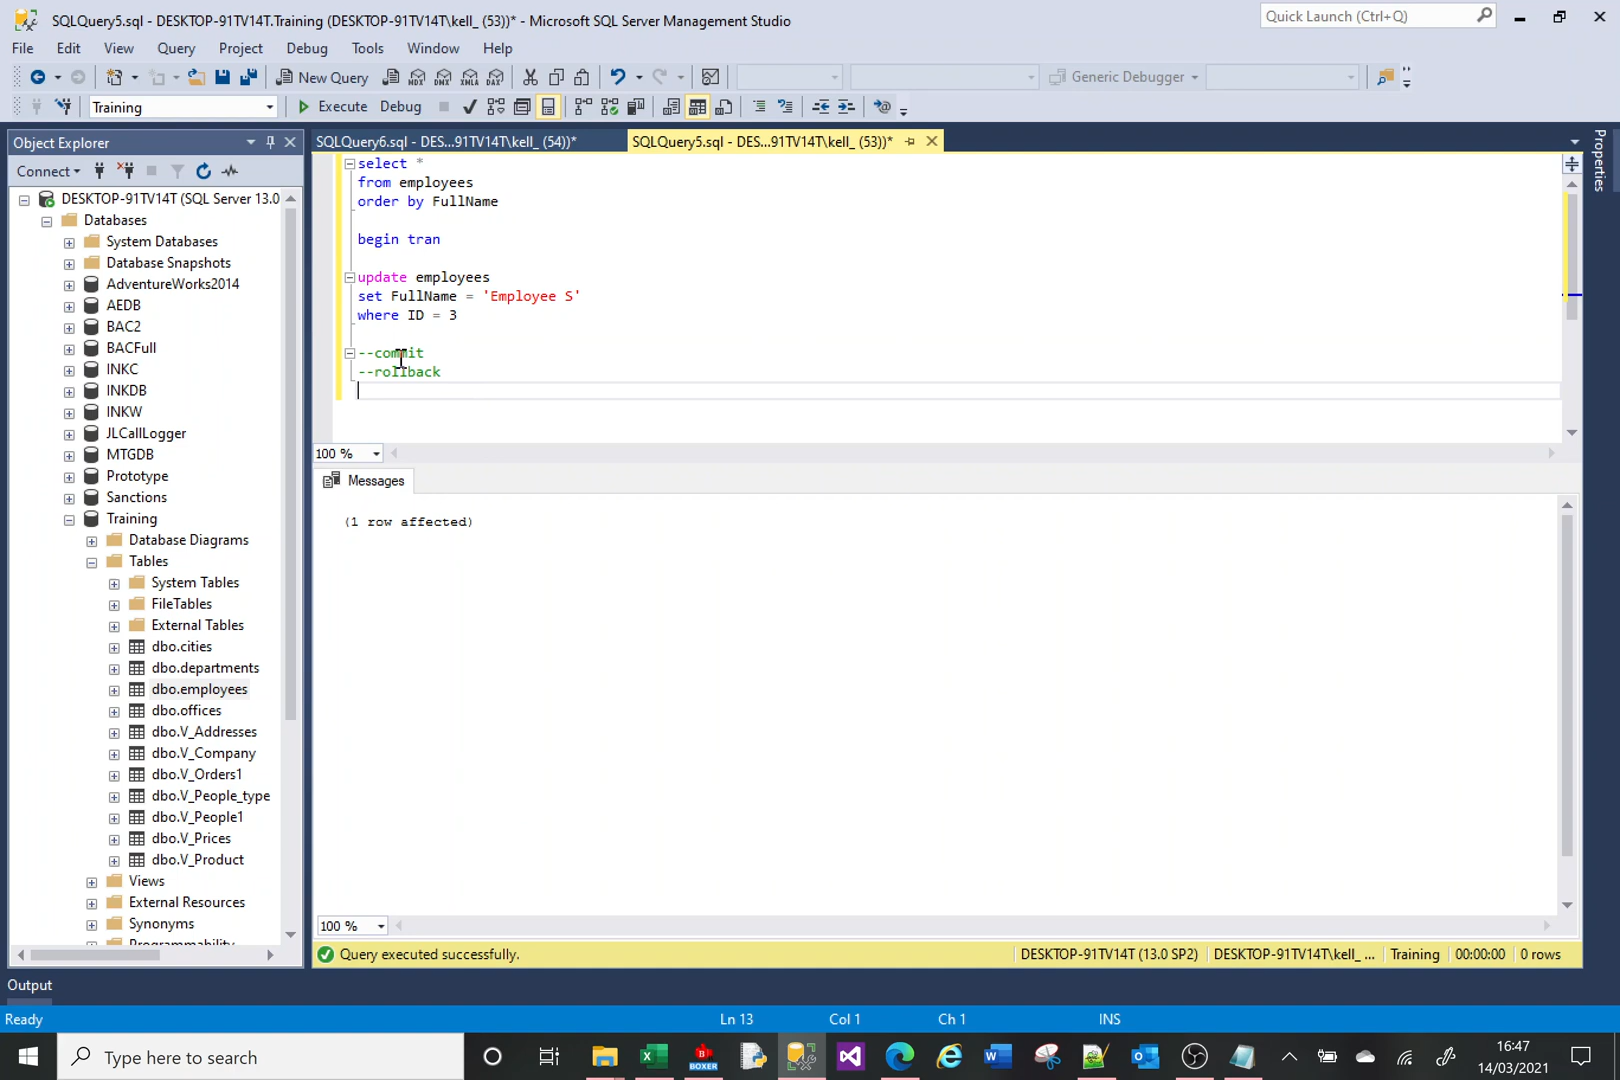 SQLQuery5.sql - DESKTOP-91TV14T.Training (DESKTOP-91TV14T\kell_ (53))* - Microsoft SQL Server Management Studio
Quick Launch (Ctrl+Q)
File Edit View Query Project Debug Tools Window Help
New Query
MDX DMX XMLA DAX
Generic Debugger
Training
Execute Debug
Object Explorer
SQLQuery6.sql - DES...91TV14T\kell_ (54))*
SQLQuery5.sql - DES...91TV14T\kell_ (53))*
Properties
Connect
DESKTOP-91TV14T (SQL Server 13.0
Databases
System Databases
Database Snapshots
AdventureWorks2014
AEDB
BAC2
BACFull
INKC
INKDB
INKW
JLCallLogger
MTGDB
Prototype
Sanctions
Training
Database Diagrams
Tables
System Tables
FileTables
External Tables
dbo.cities
dbo.departments
dbo.employees
dbo.offices
dbo.V_Addresses
dbo.V_Company
dbo.V_Orders1
dbo.V_People_type
dbo.V_People1
dbo.V_Prices
dbo.V_Product
Views
External Resources
Synonyms
Programmability
select *
from employees
order by FullName
begin tran
update employees
set FullName = 'Employee S'
where ID = 3
--commit
--rollback
100 %
Messages
(1 row affected)
100 %
Query executed successfully.
DESKTOP-91TV14T (13.0 SP2)
DESKTOP-91TV14T\kell_ ...
Training
00:00:00
0 rows
Output
Ready
Ln 13
Col 1
Ch 1
INS
Type here to search
BOXER
16:47
14/03/2021